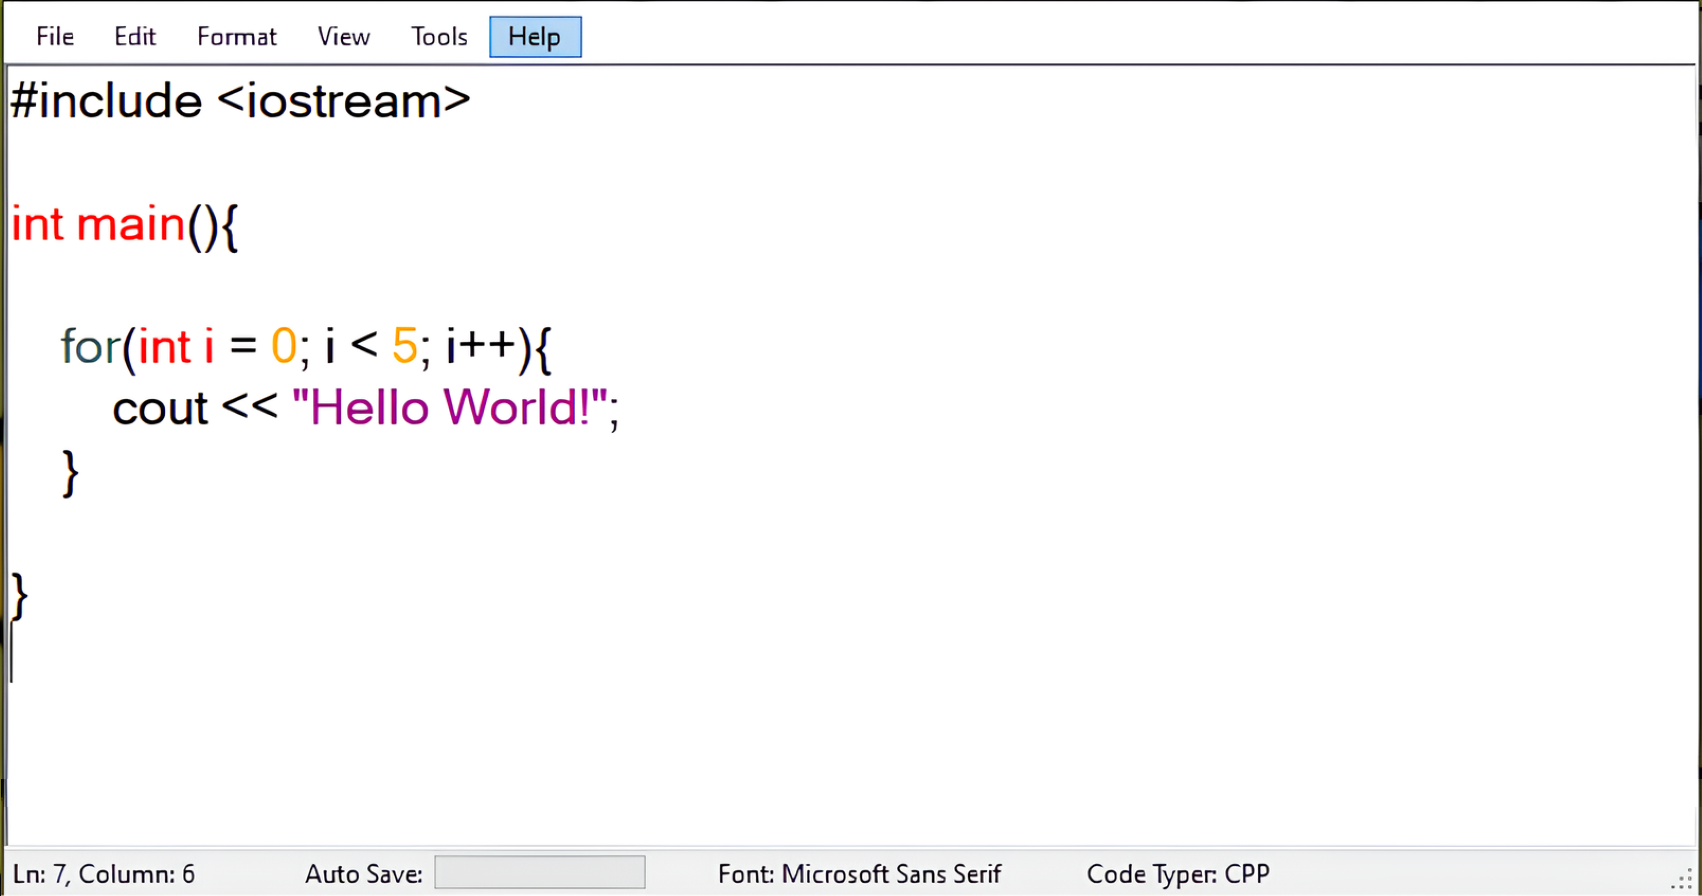 File Edit Format View Tools Help
#include <iostream>
int main(){
for(int i = 0; i < 5; i++){
cout << "Hello World!";
}
}
Ln: 7, Column: 6 Auto Save: Font: Microsoft Sans Serif Code Typer: CPP